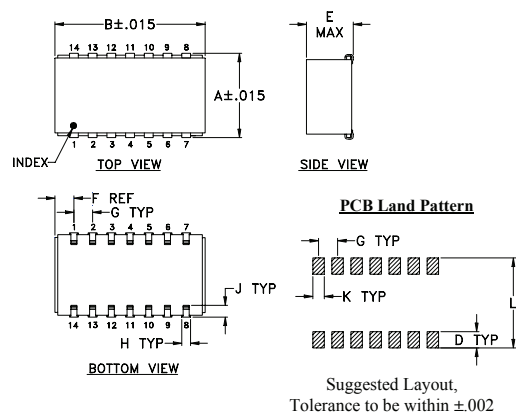 B±.015
14 13 12 11 10 9 8
A±.015
INDEX
1 2 3 4 5 6 7
TOP VIEW
E
MAX
SIDE VIEW
F REF
G TYP
1 2 3 4 5 6 7
J TYP
14 13 12 11 10 9 8
H TYP
BOTTOM VIEW
PCB Land Pattern
G TYP
K TYP
L
D TYP
Suggested Layout,
Tolerance to be within ±.002